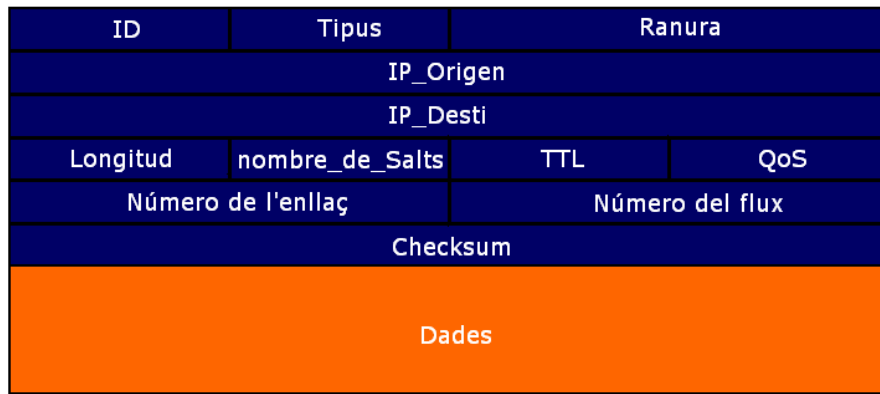 ID Tipus Ranura
IP_Origen
IP_Desti
Longitud nombre_de_Salts TTL QoS
Número de l'enllaç Número del flux
Checksum
Dades